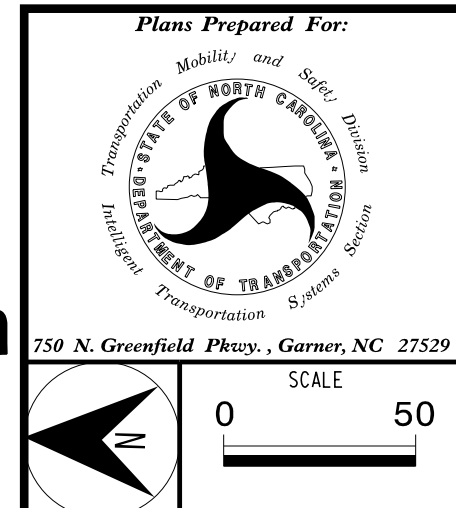 Plans Prepared For:
Transportation Mobility and Safety Division
STATE OF NORTH CAROLINA
DEPARTMENT OF TRANSPORTATION
Intelligent Transportation Systems Section
750 N. Greenfield Pkwy., Garner, NC 27529
N
SCALE
0 50